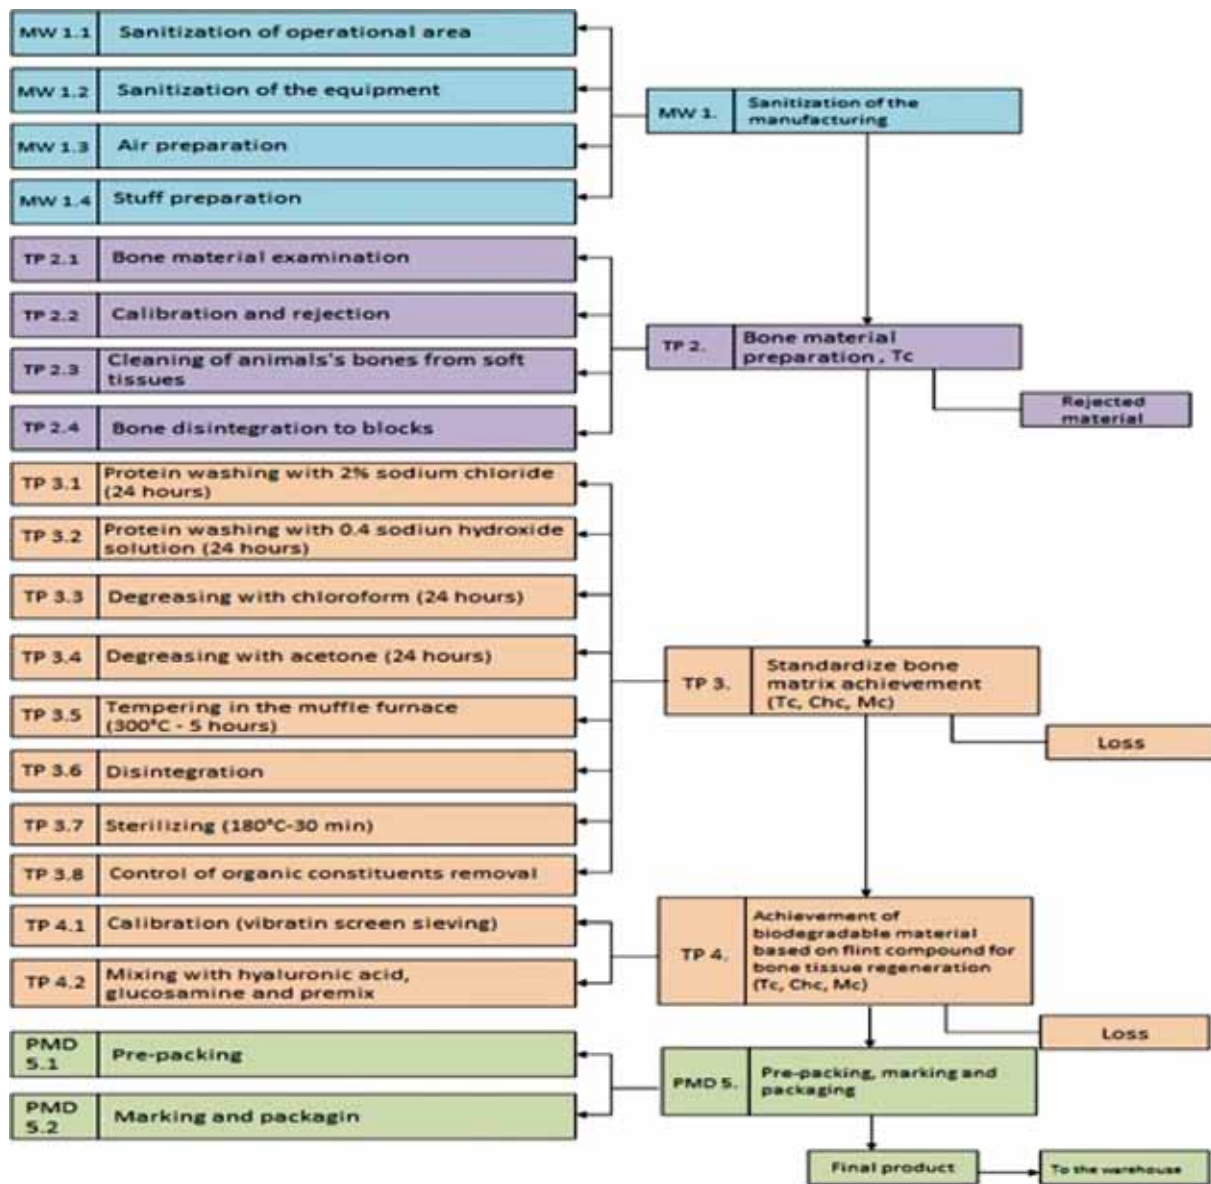 MW 1.1 Sanitization of operational area
MW 1.2 Sanitization of the equipment
MW 1.3 Air preparation
MW 1.4 Stuff preparation
MW 1. Sanitization of the
manufacturing
TP 2.1 Bone material examination
TP 2.2 Calibration and rejection
TP 2.3 Cleaning of animals's bones from soft
tissues
TP 2.4 Bone disintegration to blocks
TP 2. Bone material
preparation , Tc
Rejected
material
TP 3.1 Protein washing with 2% sodium chloride
(24 hours)
TP 3.2 Protein washing with 0.4 sodiun hydroxide
solution (24 hours)
TP 3.3 Degreasing with chloroform (24 hours)
TP 3.4 Degreasing with acetone (24 hours)
TP 3.5 Tempering in the muffle furnace
(300°C - 5 hours)
TP 3.6 Disintegration
TP 3.7 Sterilizing (180°C-30 min)
TP 3.8 Control of organic constituents removal
TP 3. Standardize bone
matrix achievement
(Tc, Chc, Mc)
Loss
TP 4.1 Calibration (vibratin screen sieving)
TP 4.2 Mixing with hyaluronic acid,
glucosamine and premix
TP 4. Achievement of
biodegradable material
based on flint compound for
bone tissue regeneration
(Tc, Chc, Mc)
Loss
PMD
5.1 Pre-packing
PMD
5.2 Marking and packagin
PMD 5. Pre-packing, marking and
packaging
Final product
To the warehouse